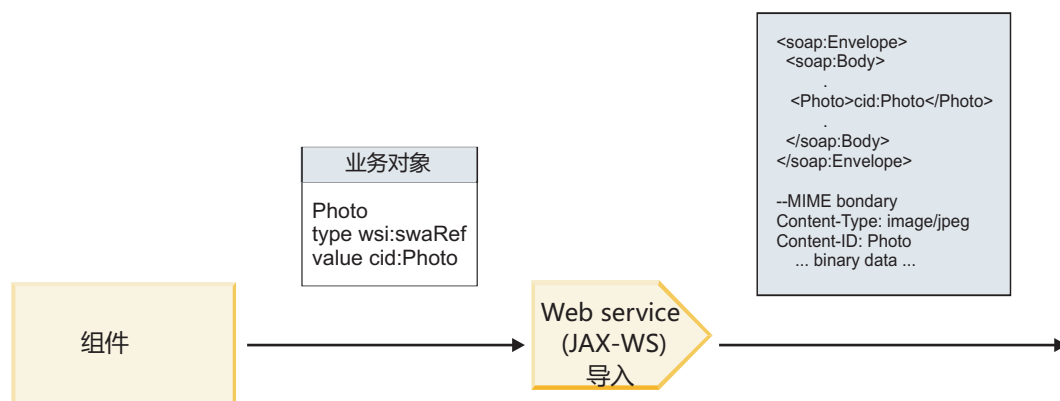 <soap:Envelope>
<soap:Body>
.
<Photo>cid:Photo</Photo>
.
</soap:Body>
</soap:Envelope>
--MIME bondary
Content-Type: image/jpeg
Content-ID: Photo
... binary data ...
业务对象
Photo
type wsi:swaRef
value cid:Photo
组件
Web service
(JAX-WS)
导入